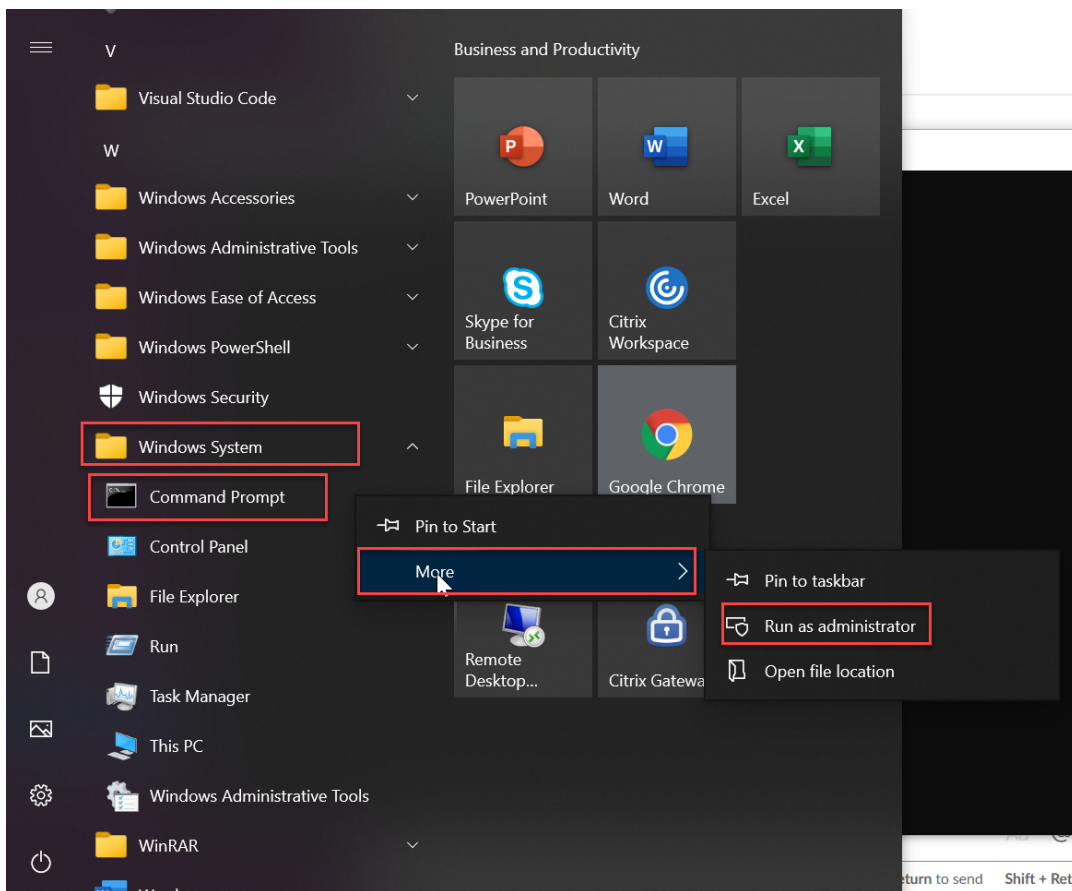 V
Visual Studio Code
W
Windows Accessories
Windows Administrative Tools
Windows Ease of Access
Windows PowerShell
Windows Security
Windows System
Command Prompt
Control Panel
File Explorer
Run
Task Manager
This PC
Windows Administrative Tools
WinRAR
Business and Productivity
PowerPoint
Word
Excel
Skype for
Business
Citrix
Workspace
File Explorer
Google Chrome
Remote
Desktop...
Citrix Gatewa
Pin to Start
More
Pin to taskbar
Run as administrator
Open file location
eturn to send
Shift + Ret